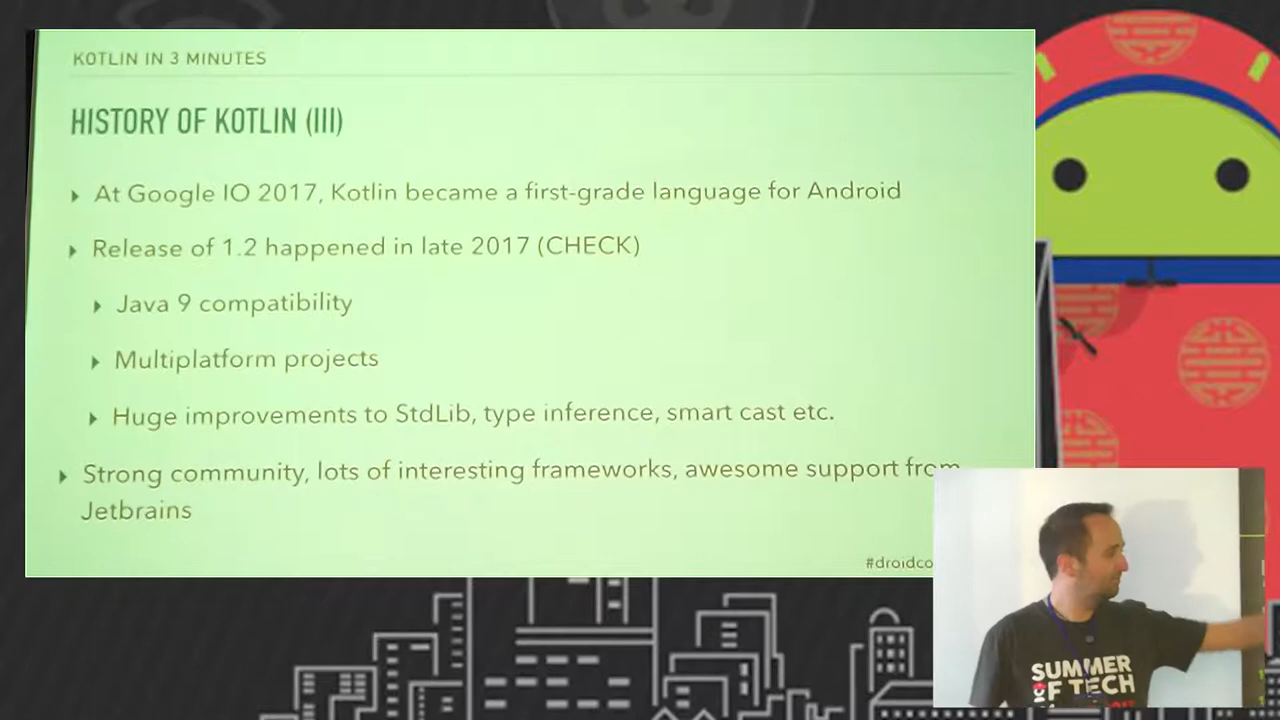 KOTLIN IN 3 MINUTES
HISTORY OF KOTLIN (III)
At Google IO 2017, Kotlin became a first-grade language for Android
Release of 1.2 happened in late 2017 (CHECK)
Java 9 compatibility
Multiplatform projects
Huge improvements to StdLib, type inference, smart cast etc.
Strong community, lots of interesting frameworks, awesome support from
Jetbrains
#droidco
SUMMER
OF TECH